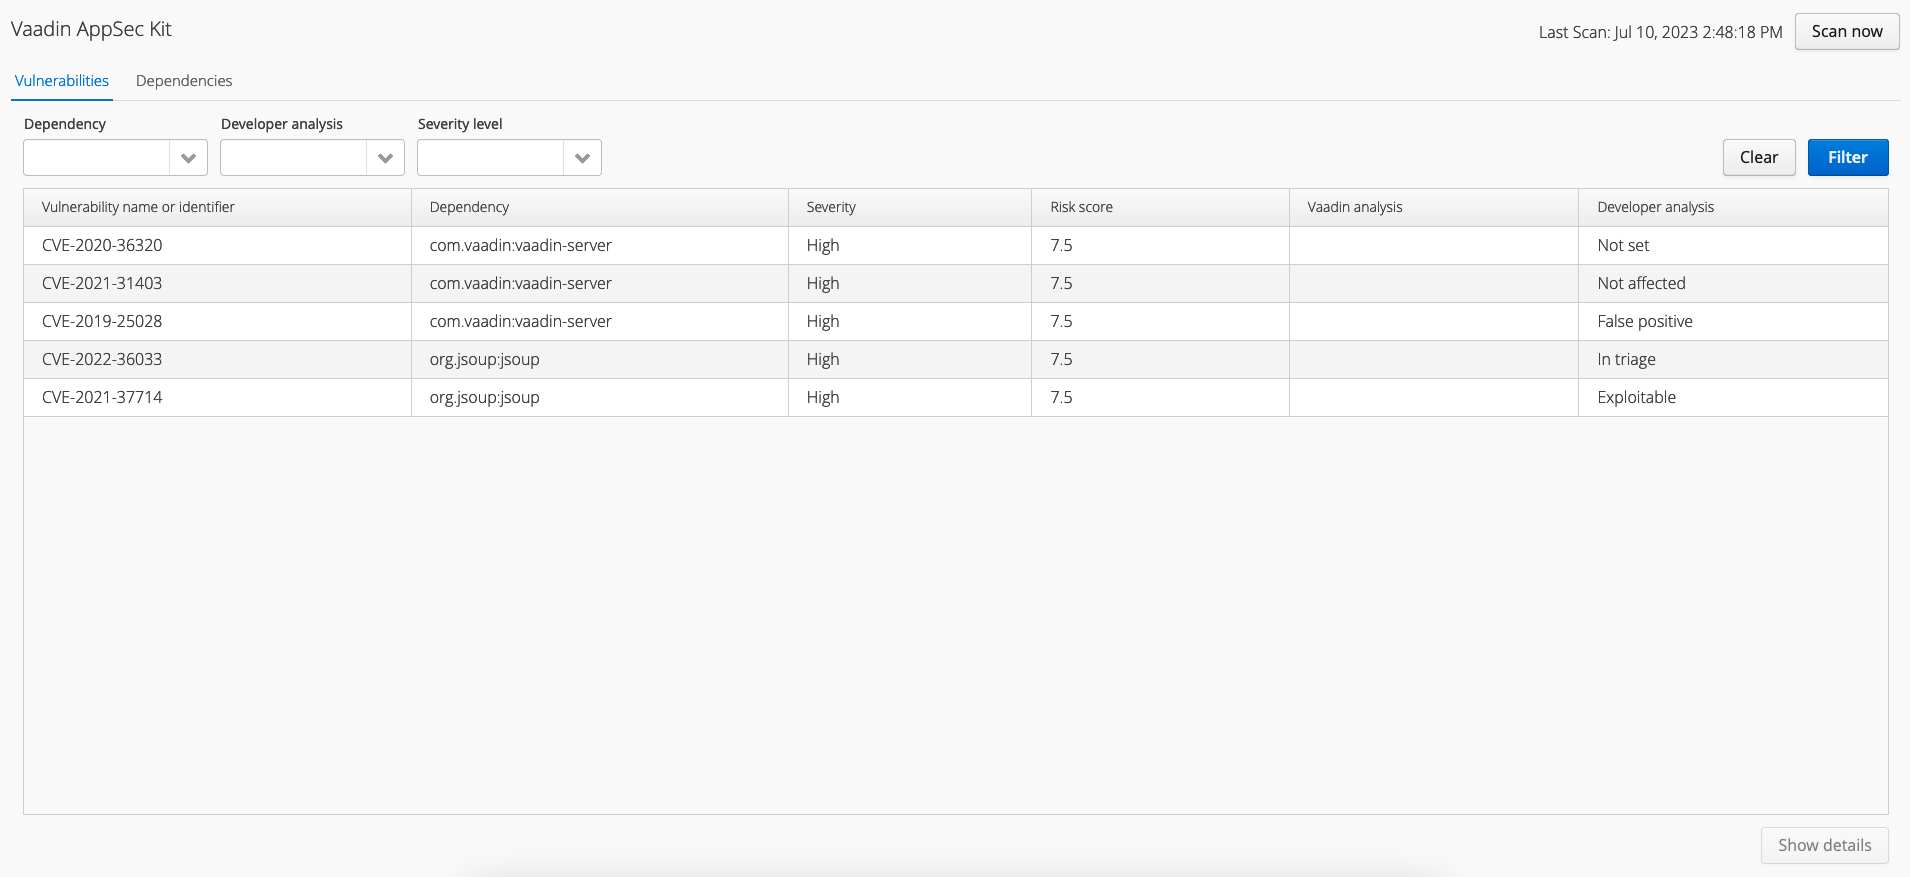 Vaadin AppSec Kit
Last Scan: Jul 10, 2023 2:48:18 PM Scan now
Vulnerabilities Dependencies
Dependency Developer analysis Severity level
Clear Filter
Vulnerability name or identifier Dependency Severity Risk score Vaadin analysis Developer analysis
CVE-2020-36320 com.vaadin:vaadin-server High 7.5 Not set
CVE-2021-31403 com.vaadin:vaadin-server High 7.5 Not affected
CVE-2019-25028 com.vaadin:vaadin-server High 7.5 False positive
CVE-2022-36033 org.jsoup:jsoup High 7.5 In triage
CVE-2021-37714 org.jsoup:jsoup High 7.5 Exploitable
Show details